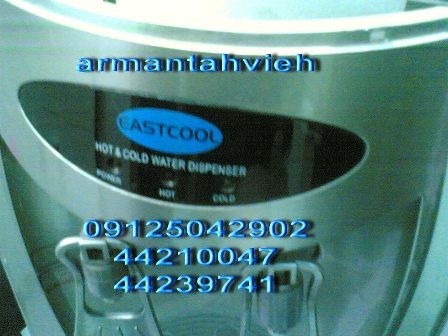 armantahvieh
EASTCOOL
HOT & COLD WATER DISPENSER
POWER HOT COLD
09125042902
44210047
44239741